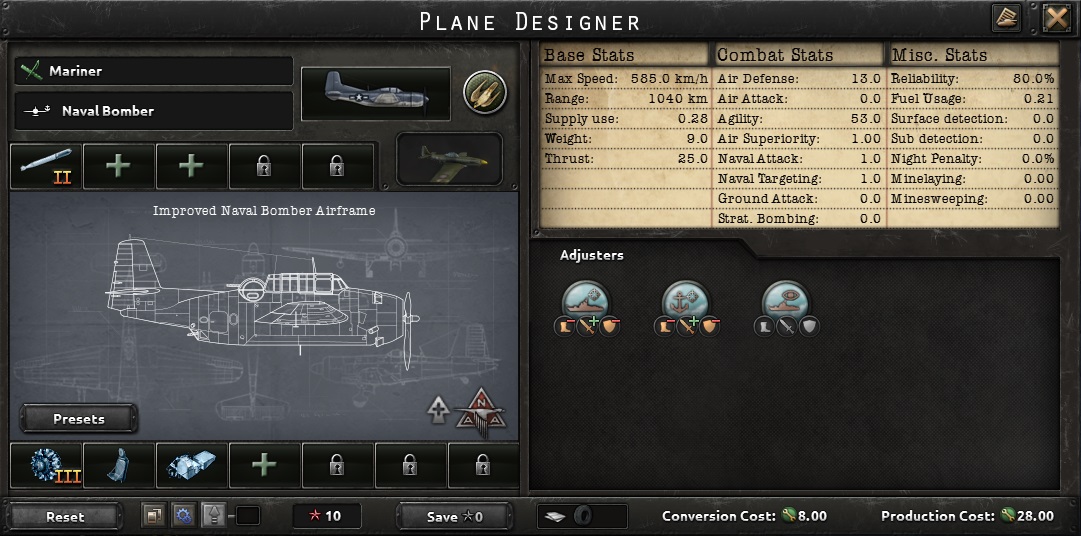 Plane Designer
Mariner
Naval Bomber
II
Improved Naval Bomber Airframe
Presets
N
A A
III
Reset
10
Save 0
Base Stats
Max Speed: 585.0 km/h
Range: 1040 km
Supply use: 0.28
Weight: 9.0
Thrust: 25.0
Combat Stats
Air Defense: 13.0
Air Attack: 0.0
Agility: 53.0
Air Superiority: 1.00
Naval Attack: 1.0
Naval Targeting: 1.0
Ground Attack: 0.0
Strat. Bombing: 0.0
Misc. Stats
Reliability: 80.0%
Fuel Usage: 0.21
Surface detection: 0.0
Sub detection: 0.0
Night Penalty: 0.0%
Minelaying: 0.00
Minesweeping: 0.00
Adjusters
Conversion Cost: 8.00
Production Cost: 28.00